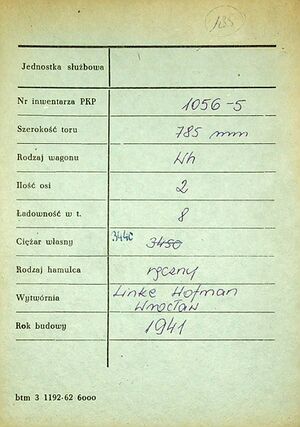 135
Jednostka służbowa
Nr inwentarza PKP 1056-5
Szerokość toru 785 mm
Rodzaj wagonu Wh
Ilość osi 2
Ładowność w t. 8
Ciężar własny 3440 3450
Rodzaj hamulca ręczny
Wytwórnia Linke Hofman
Wrocław
Rok budowy 1941
btm 3 1192-62 6000